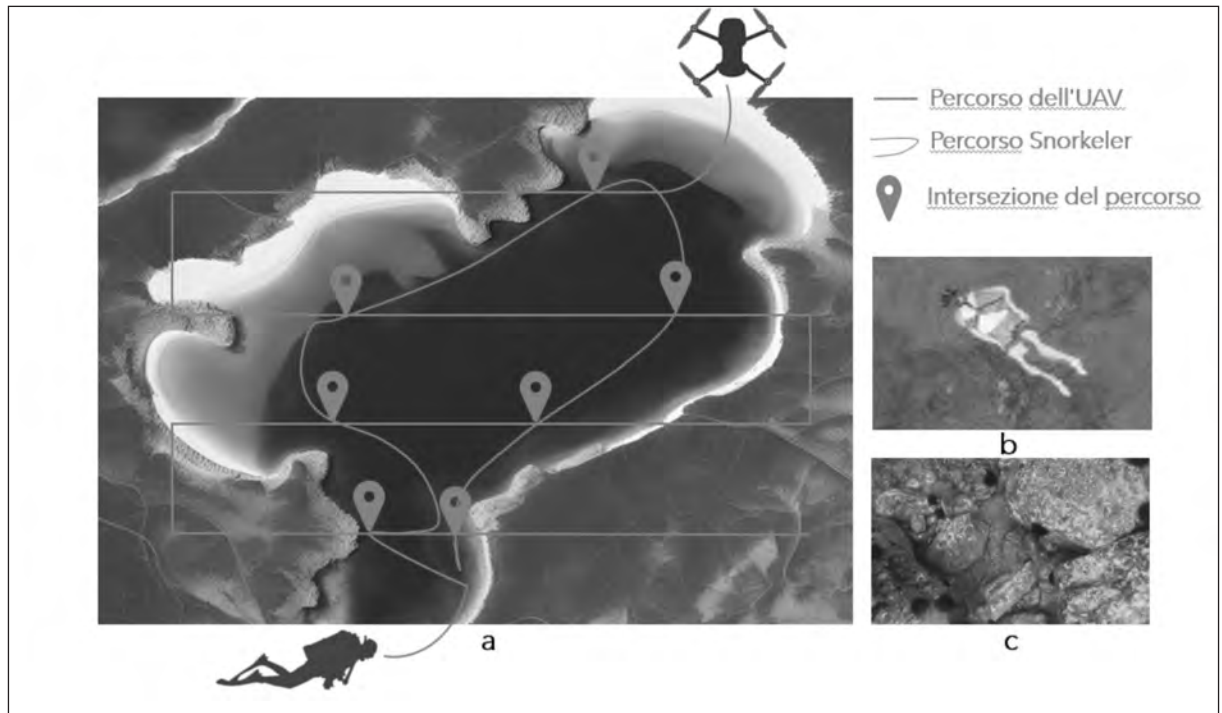 Percorso dell'UAV
Percorso Snorkeler
Intersezione del percorso
a
b
c